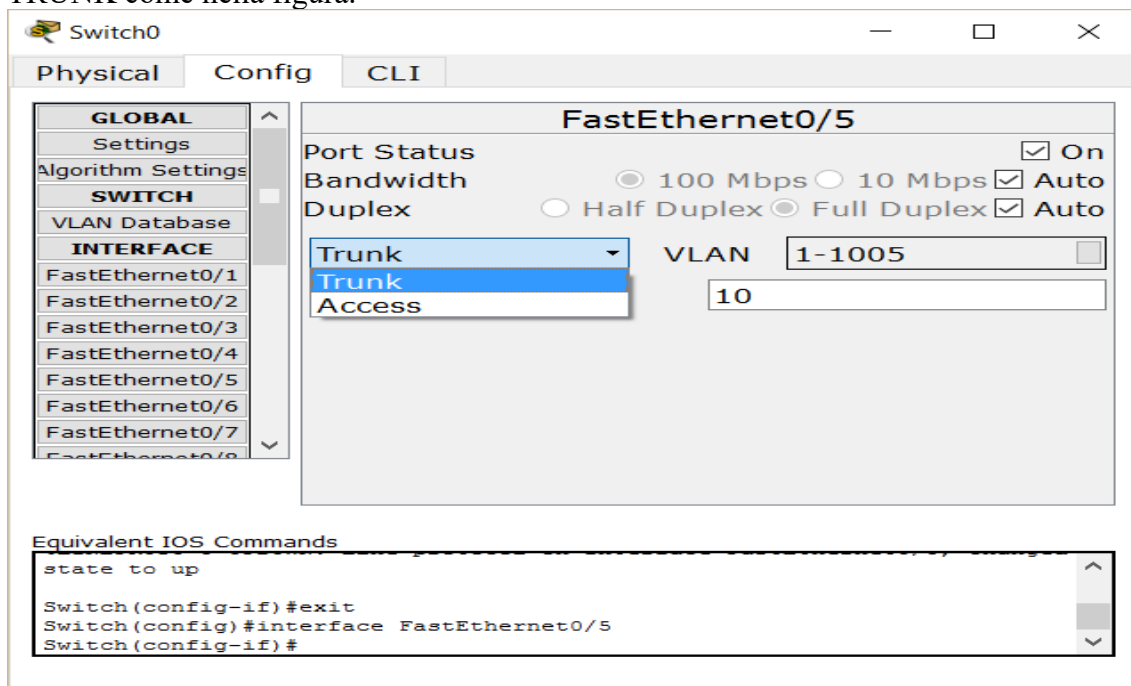 TRUNK come nella figura.
Switch0
Physical Config CLI
GLOBAL
Settings
Algorithm Settings
SWITCH
VLAN Database
INTERFACE
FastEthernet0/1
FastEthernet0/2
FastEthernet0/3
FastEthernet0/4
FastEthernet0/5
FastEthernet0/6
FastEthernet0/7
FastEthernet0/8
FastEthernet0/5
Port Status On
Bandwidth 100 Mbps 10 Mbps Auto
Duplex Half Duplex Full Duplex Auto
Trunk VLAN 1-1005
Trunk
Access
10
Equivalent IOS Commands
state to up
Switch(config-if)#exit
Switch(config)#interface FastEthernet0/5
Switch(config-if)#